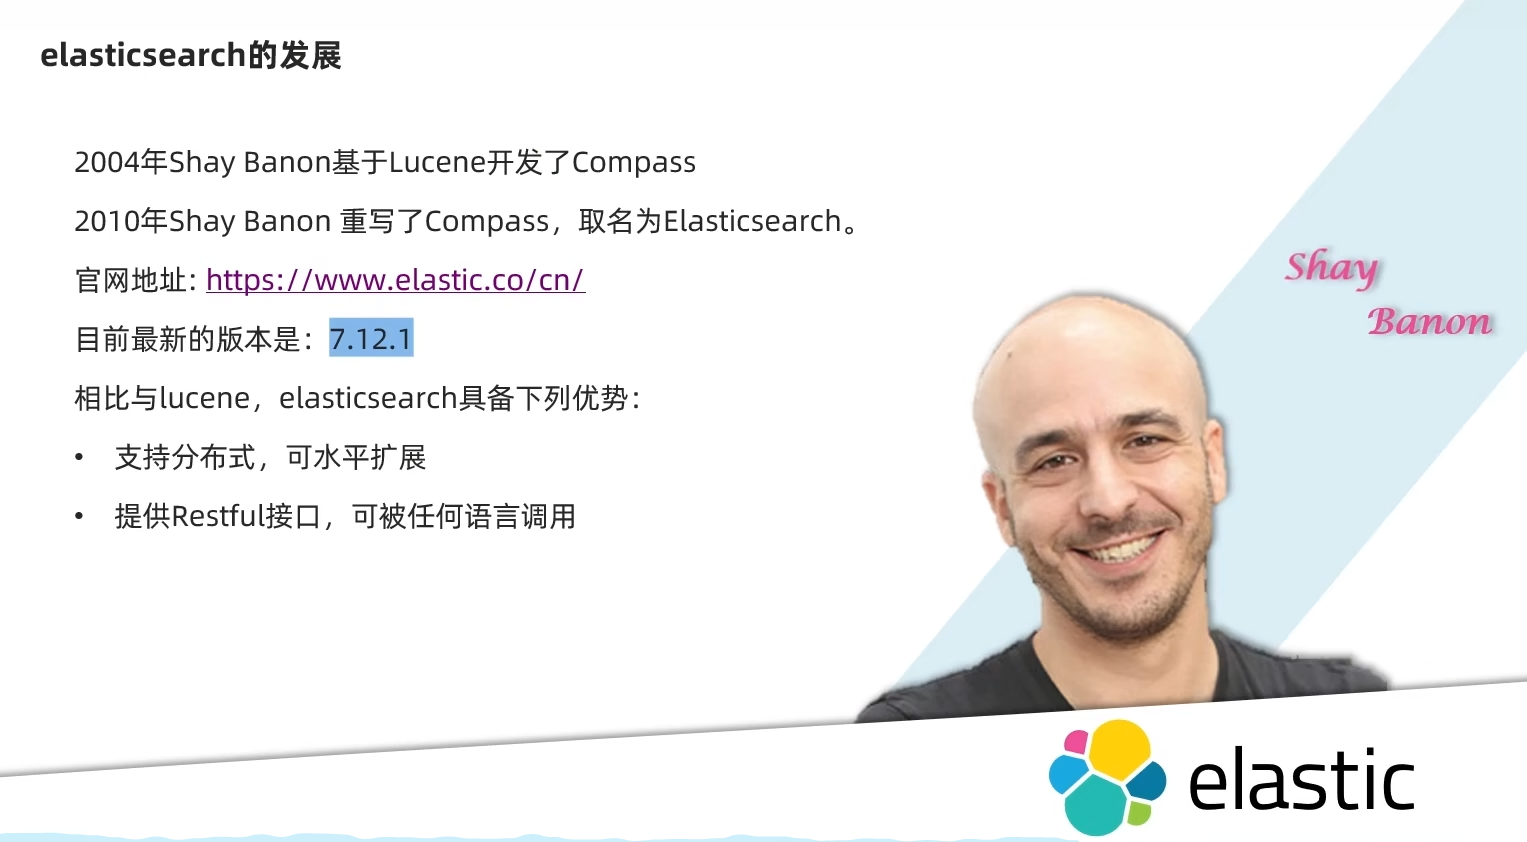 elasticsearch的发展
2004年Shay Banon基于Lucene开发了Compass
2010年Shay Banon 重写了Compass，取名为Elasticsearch。
官网地址: https://www.elastic.co/cn/
目前最新的版本是：7.12.1
相比与lucene，elasticsearch具备下列优势：
• 支持分布式，可水平扩展
• 提供Restful接口，可被任何语言调用
Shay
Banon
elastic